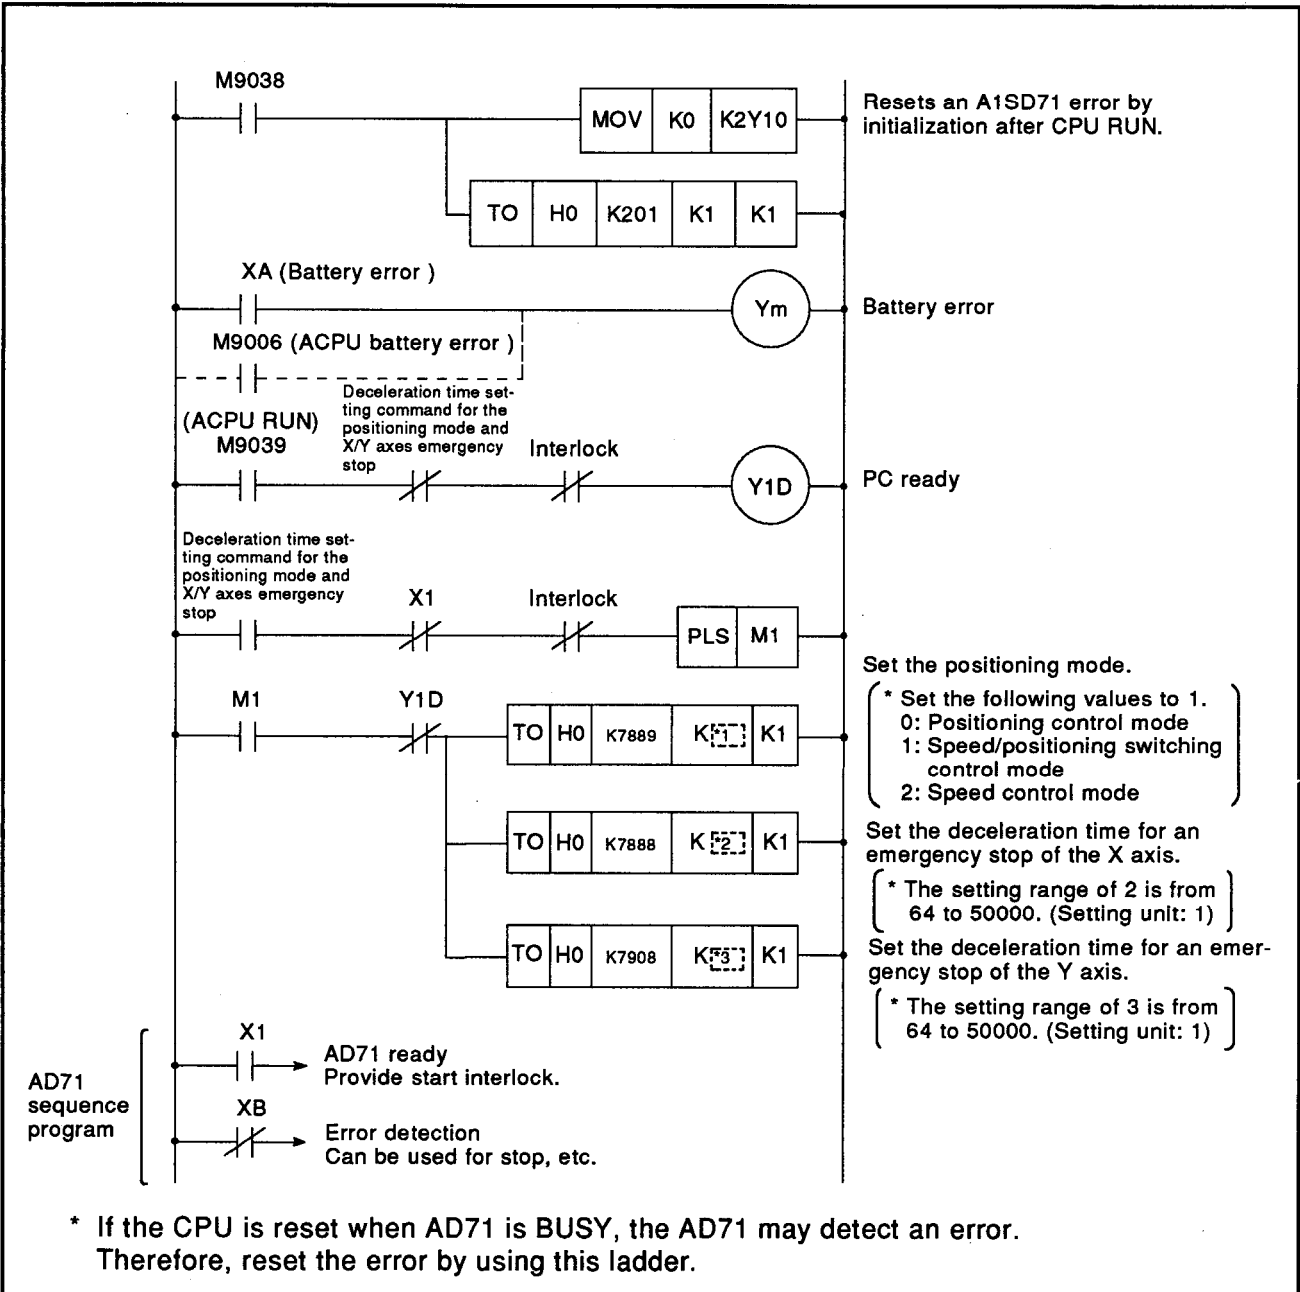 M9038
MOV K0 K2Y10
Resets an A1SD71 error by
initialization after CPU RUN.
TO H0 K201 K1 K1
XA (Battery error )
Ym
Battery error
M9006 (ACPU battery error )
(ACPU RUN)
M9039
Deceleration time set-
ting command for the
positioning mode and
X/Y axes emergency
stop
Interlock
Y1D
PC ready
Deceleration time set-
ting command for the
positioning mode and
X/Y axes emergency
stop
X1
Interlock
PLS M1
M1
Y1D
TO H0 K7889 K *1 K1
Set the positioning mode.
* Set the following values to 1.
0: Positioning control mode
1: Speed/positioning switching
control mode
2: Speed control mode
TO H0 K7888 K *2 K1
Set the deceleration time for an
emergency stop of the X axis.
* The setting range of 2 is from
64 to 50000. (Setting unit: 1)
TO H0 K7908 K *3 K1
Set the deceleration time for an emer-
gency stop of the Y axis.
* The setting range of 3 is from
64 to 50000. (Setting unit: 1)
AD71
sequence
program
X1
AD71 ready
Provide start interlock.
XB
Error detection
Can be used for stop, etc.
* If the CPU is reset when AD71 is BUSY, the AD71 may detect an error.
Therefore, reset the error by using this ladder.